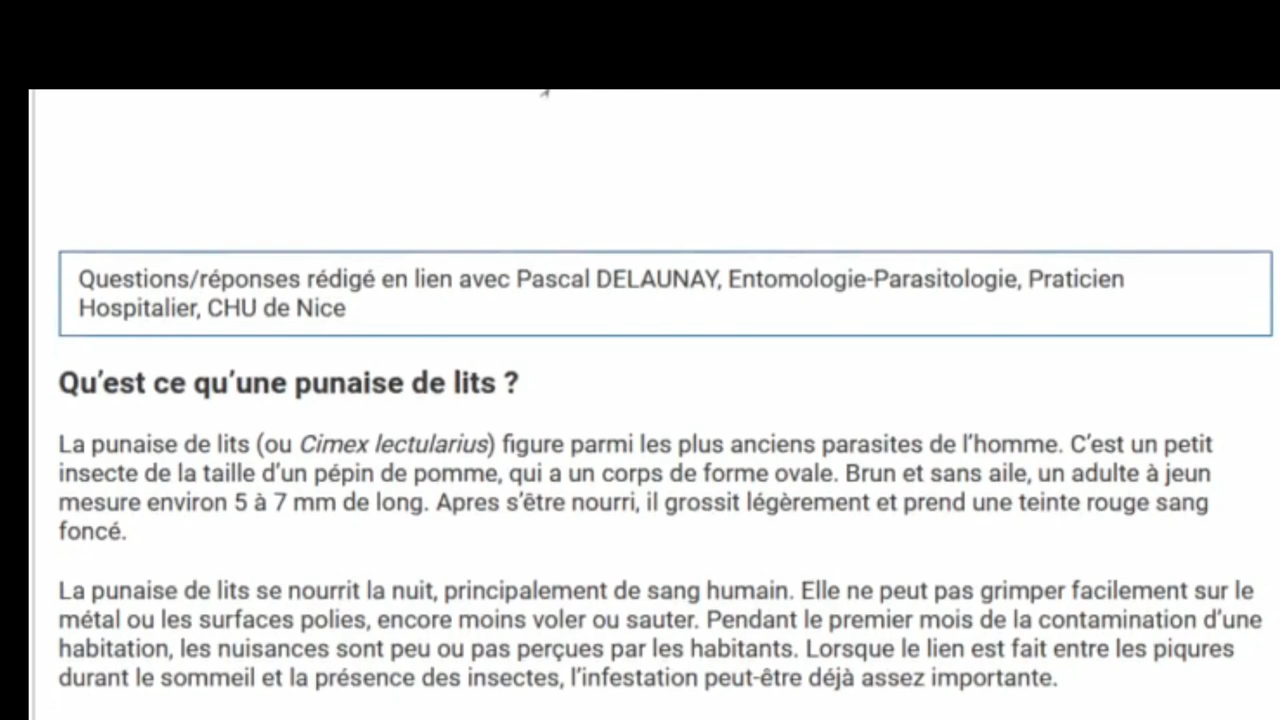 Questions/réponses rédigé en lien avec Pascal DELAUNAY, Entomologie-Parasitologie, Praticien
Hospitalier, CHU de Nice
Qu'est ce qu'une punaise de lits ?
La punaise de lits (ou Cimex lectularius) figure parmi les plus anciens parasites de l'homme. C'est un petit
insecte de la taille d'un pépin de pomme, qui a un corps de forme ovale. Brun et sans aile, un adulte à jeun
mesure environ 5 à 7 mm de long. Apres s'être nourri, il grossit légèrement et prend une teinte rouge sang
foncé.
La punaise de lits se nourrit la nuit, principalement de sang humain. Elle ne peut pas grimper facilement sur le
métal ou les surfaces polies, encore moins voler ou sauter. Pendant le premier mois de la contamination d'une
habitation, les nuisances sont peu ou pas perçues par les habitants. Lorsque le lien est fait entre les piqures
durant le sommeil et la présence des insectes, l'infestation peut-être déjà assez importante.